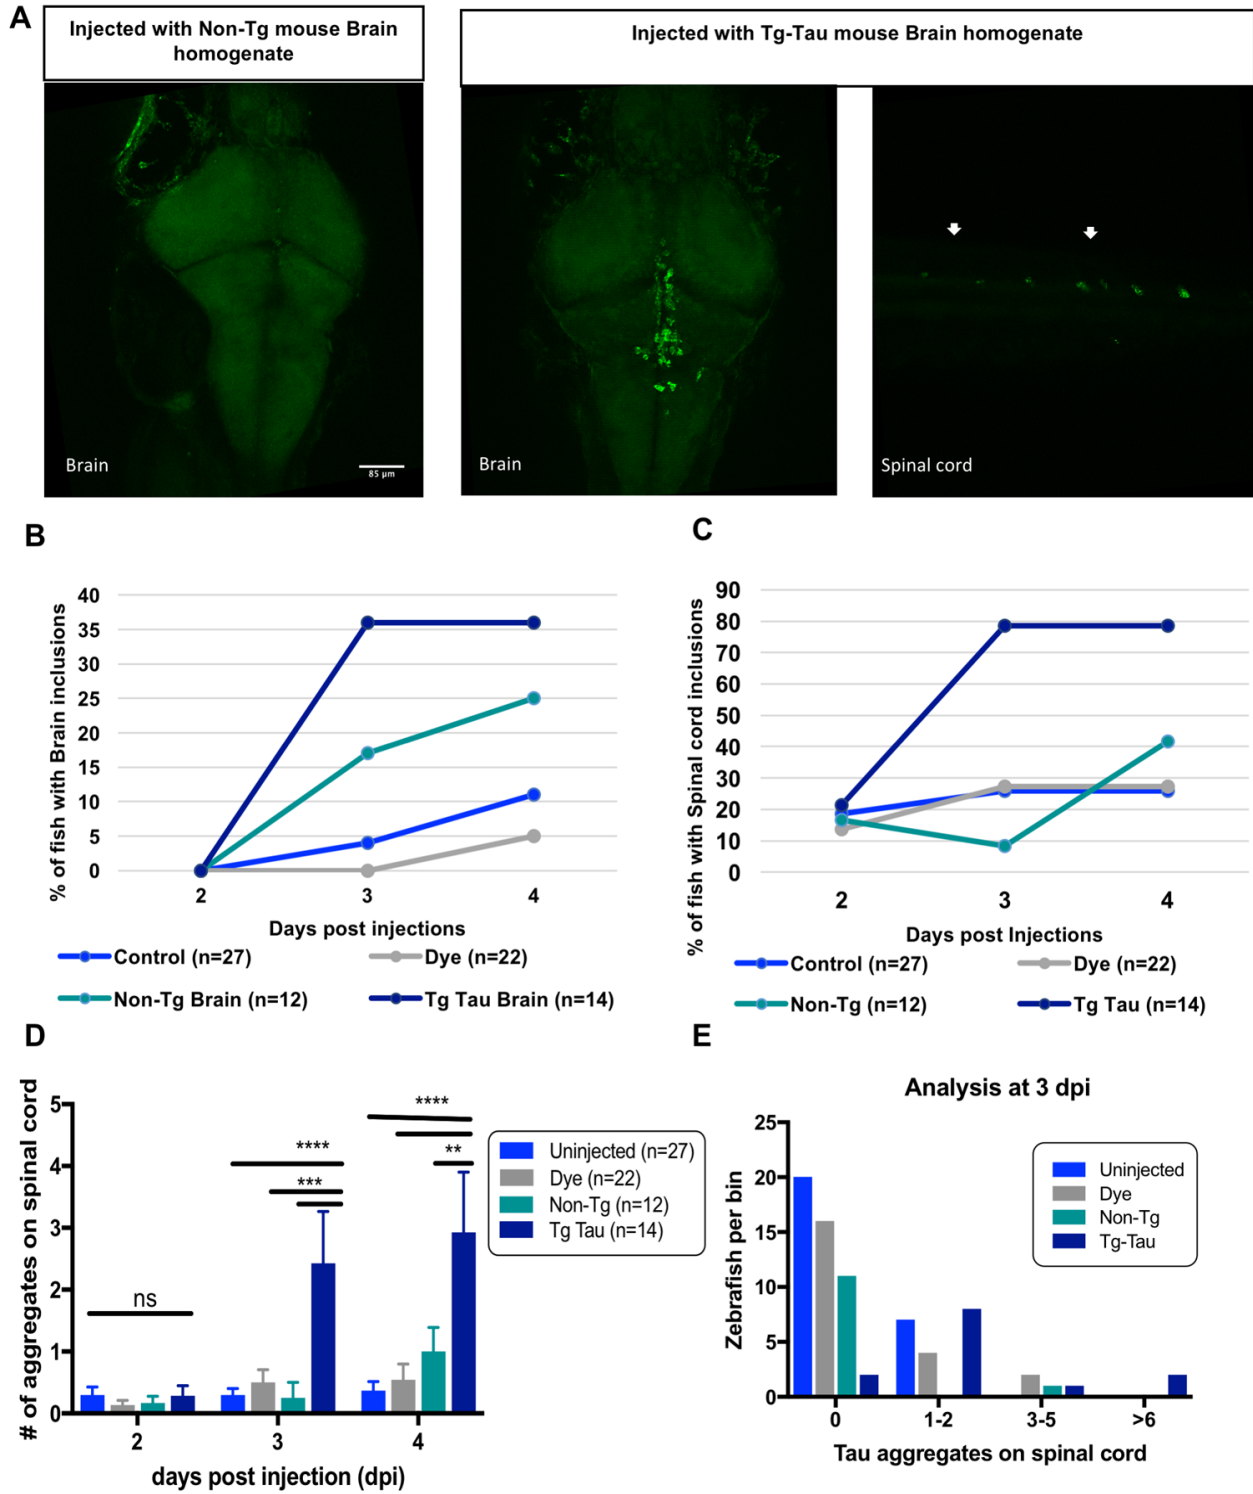 A
Injected with Non-Tg mouse Brain
homogenate
Injected with Tg-Tau mouse Brain homogenate
Brain
85 µm
Brain
Spinal cord
B
% of fish with Brain inclusions
40
35
30
25
20
15
10
5
0
2
3
4
Days post injections
Control (n=27)
Dye (n=22)
Non-Tg Brain (n=12)
Tg Tau Brain (n=14)
C
% of fish with Spinal cord inclusions
90
80
70
60
50
40
30
20
10
0
2
3
4
Days post Injections
Control (n=27)
Dye (n=22)
Non-Tg (n=12)
Tg Tau (n=14)
D
# of aggregates on spinal cord
5
4
3
2
1
0
ns
****
***
****
**
2
3
4
days post injection (dpi)
Uninjected (n=27)
Dye (n=22)
Non-Tg (n=12)
Tg Tau (n=14)
E
Analysis at 3 dpi
Zebrafish per bin
25
20
15
10
5
0
0
1-2
3-5
>6
Tau aggregates on spinal cord
Uninjected
Dye
Non-Tg
Tg-Tau